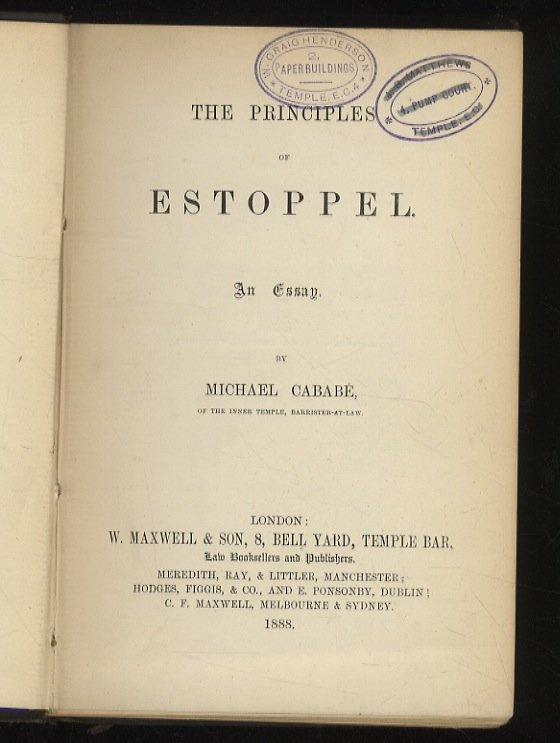 W. CRAIG HENDERSON
2,
PAPER BUILDINGS
TEMPLE, E.C.4
J. B. MATTHEWS
4, PUMP COURT,
TEMPLE, E.C.
THE PRINCIPLES
OF
ESTOPPEL.
An Essay.
BY
MICHAEL CABABÉ,
OF THE INNER TEMPLE, BARRISTER-AT-LAW.
LONDON:
W. MAXWELL & SON, 8, BELL YARD, TEMPLE BAR,
Law Booksellers and Publishers.
MEREDITH, RAY, & LITTLER, MANCHESTER;
HODGES, FIGGIS, & CO., AND E. PONSONBY, DUBLIN;
C. F. MAXWELL, MELBOURNE & SYDNEY.
1888.